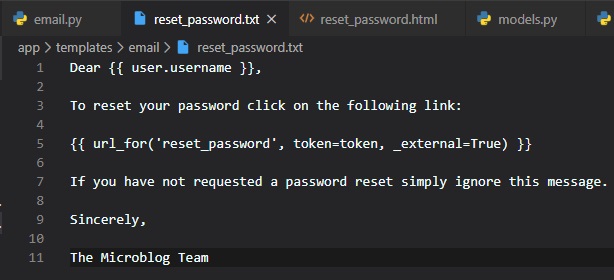 email.py reset_password.txt reset_password.html models.py
app > templates > email > reset_password.txt
1 Dear {{ user.username }},
2
3 To reset your password click on the following link:
4
5 {{ url_for('reset_password', token=token, _external=True) }}
6
7 If you have not requested a password reset simply ignore this message.
8
9 Sincerely,
10
11 The Microblog Team